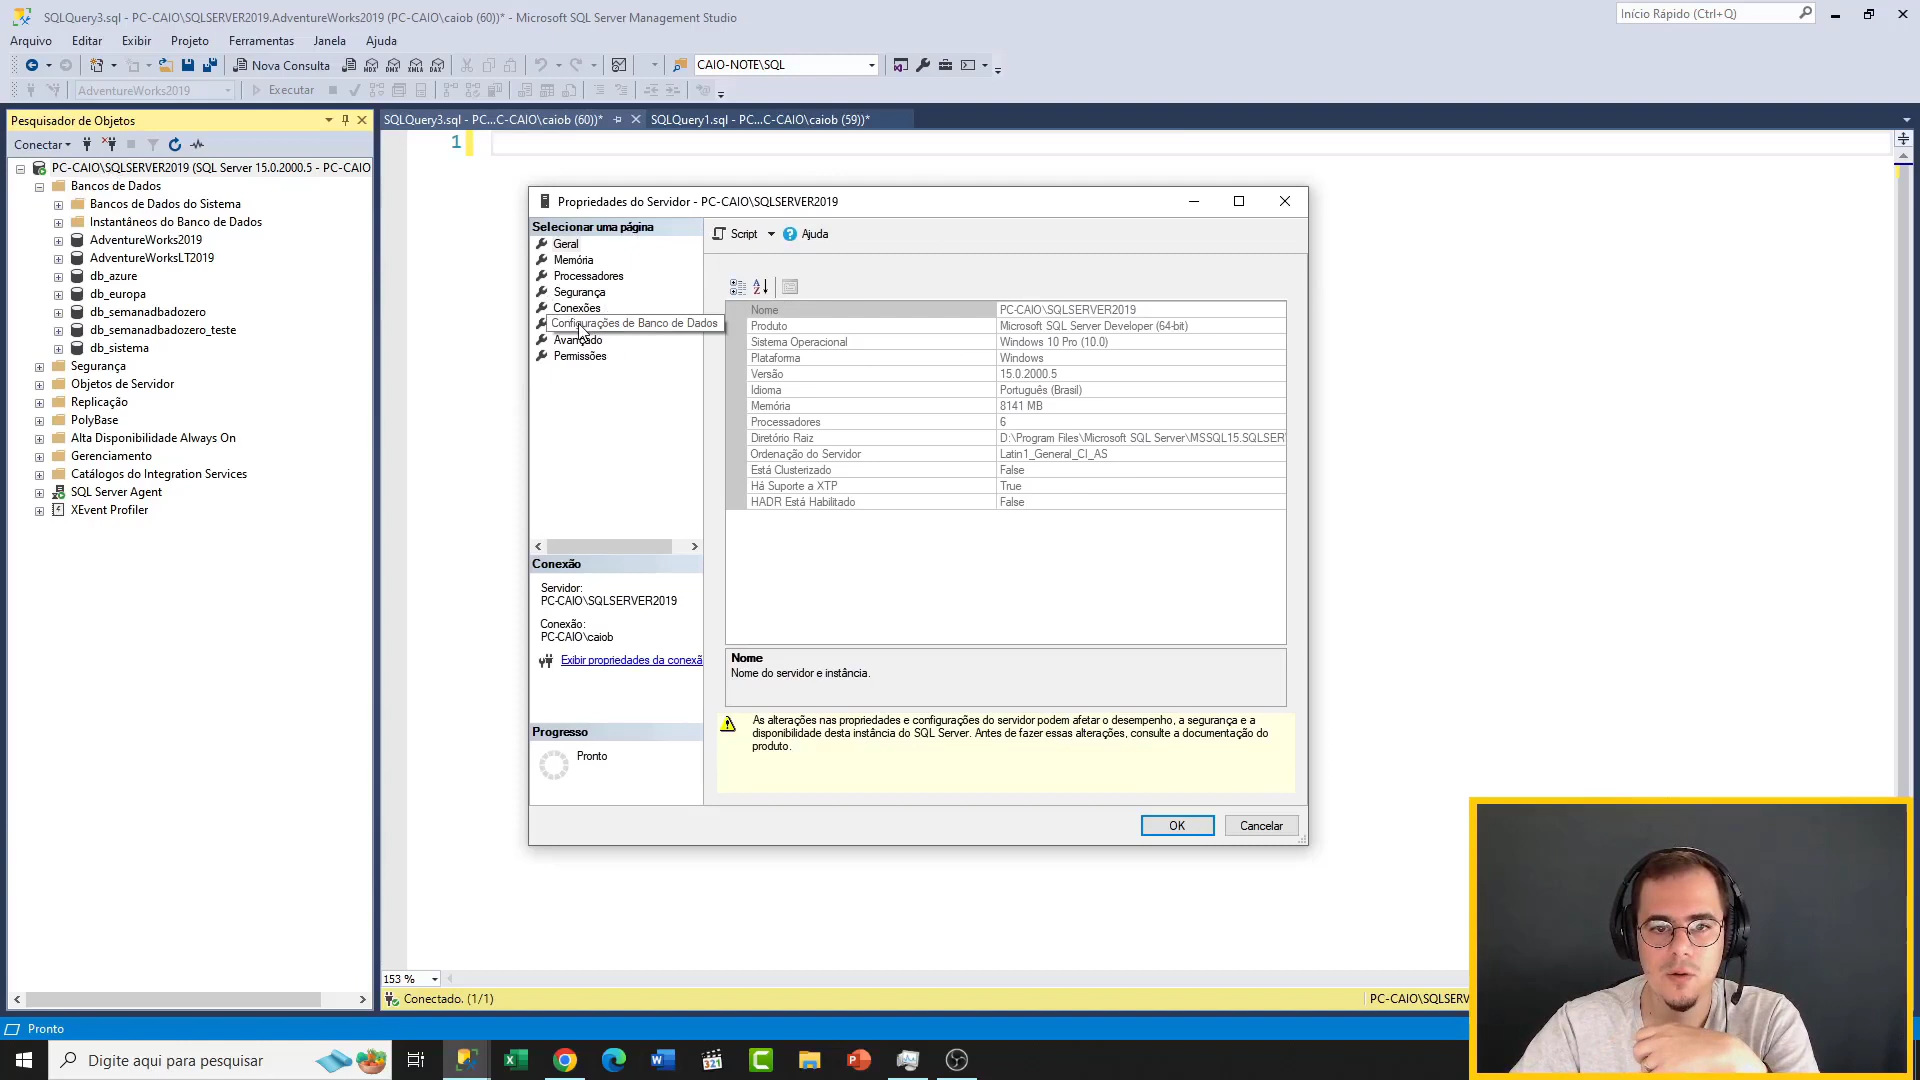 SQLQuery3.sql - PC-CAIO\SQLSERVER2019.AdventureWorks2019 (PC-CAIO\caiob (60))* - Microsoft SQL Server Management Studio
Início Rápido (Ctrl+Q)
Arquivo Editar Exibir Projeto Ferramentas Janela Ajuda
Nova Consulta
MDX DMX XMLA DAX
CAIO-NOTE\SQL
AdventureWorks2019
Executar
Pesquisador de Objetos
SQLQuery3.sql - PC...C-CAIO\caiob (60))*
SQLQuery1.sql - PC...C-CAIO\caiob (59))*
Conectar
1
PC-CAIO\SQLSERVER2019 (SQL Server 15.0.2000.5 - PC-CAIO
Bancos de Dados
Bancos de Dados do Sistema
Instantâneos do Banco de Dados
AdventureWorks2019
AdventureWorksLT2019
db_azure
db_europa
db_semanadbadozero
db_semanadbadozero_teste
db_sistema
Segurança
Objetos de Servidor
Replicação
PolyBase
Alta Disponibilidade Always On
Gerenciamento
Catálogos do Integration Services
SQL Server Agent
XEvent Profiler
Propriedades do Servidor - PC-CAIO\SQLSERVER2019
Selecionar uma página
Geral
Memória
Processadores
Segurança
Conexões
Configurações de Banco de Dados
Avançado
Permissões
Script
Ajuda
Nome PC-CAIO\SQLSERVER2019
Produto Microsoft SQL Server Developer (64-bit)
Sistema Operacional Windows 10 Pro (10.0)
Plataforma Windows
Versão 15.0.2000.5
Idioma Português (Brasil)
Memória 8141 MB
Processadores 6
Diretório Raiz D:\Program Files\Microsoft SQL Server\MSSQL15.SQLSER
Ordenação do Servidor Latin1_General_CI_AS
Está Clusterizado False
Há Suporte a XTP True
HADR Está Habilitado False
Conexão
Servidor:
PC-CAIO\SQLSERVER2019
Conexão:
PC-CAIO\caiob
Exibir propriedades da conexã
Progresso
Pronto
Nome
Nome do servidor e instância.
As alterações nas propriedades e configurações do servidor podem afetar o desempenho, a segurança e a
disponibilidade desta instância do SQL Server. Antes de fazer essas alterações, consulte a documentação do
produto.
OK
Cancelar
153 %
Conectado. (1/1)
PC-CAIO\SQLSERV
Pronto
Digite aqui para pesquisar
321